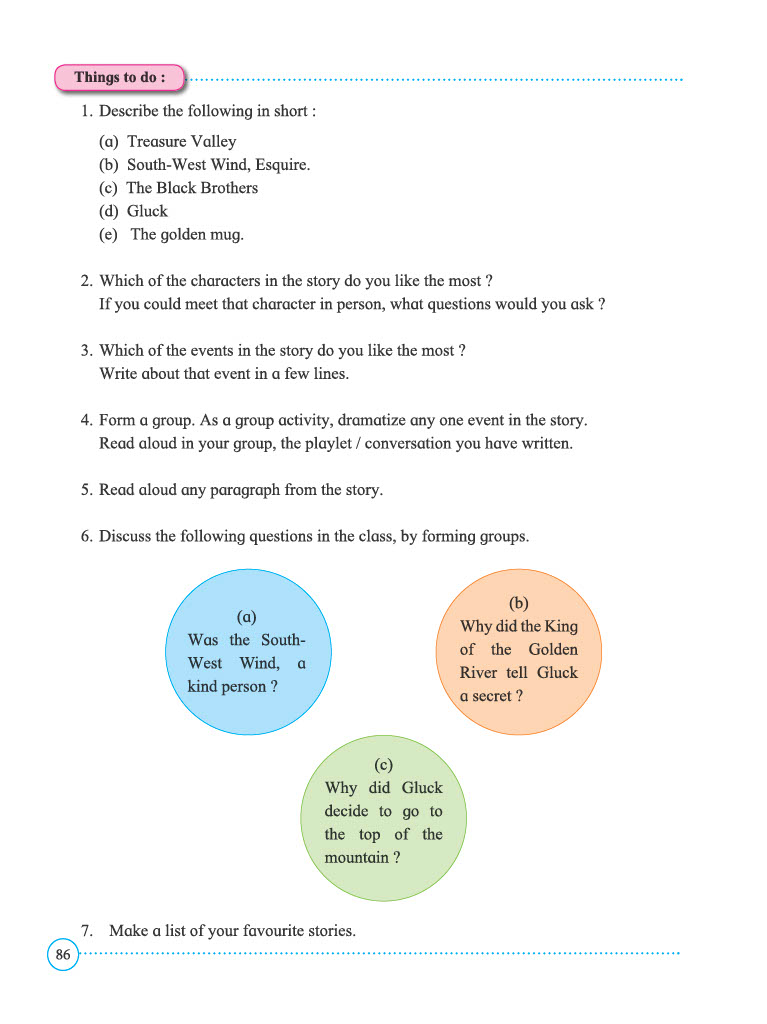 Things to do :
1. Describe the following in short :
(a) Treasure Valley
(b) South-West Wind, Esquire.
(c) The Black Brothers
(d) Gluck
(e) The golden mug.
2. Which of the characters in the story do you like the most ?
If you could meet that character in person, what questions would you ask ?
3. Which of the events in the story do you like the most ?
Write about that event in a few lines.
4. Form a group. As a group activity, dramatize any one event in the story.
Read aloud in your group, the playlet / conversation you have written.
5. Read aloud any paragraph from the story.
6. Discuss the following questions in the class, by forming groups.
(a)
Was the South-
West Wind, a
kind person ?
(b)
Why did the King
of the Golden
River tell Gluck
a secret ?
(c)
Why did Gluck
decide to go to
the top of the
mountain ?
7. Make a list of your favourite stories.
86